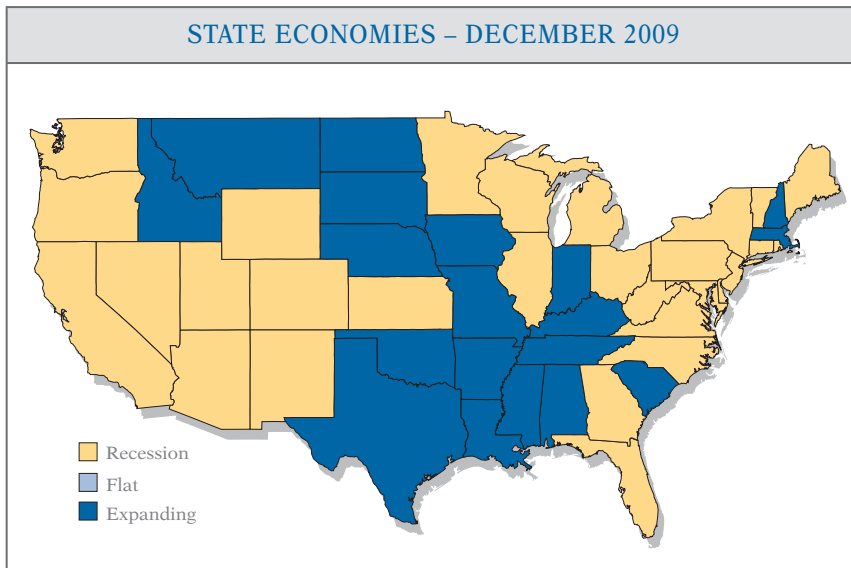 STATE ECONOMIES – DECEMBER 2009
Recession
Flat
Expanding